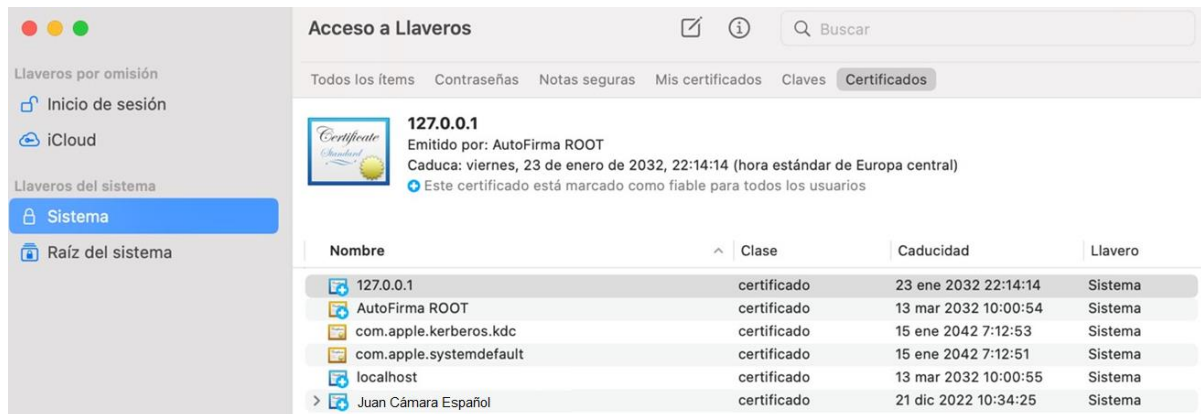 Acceso a Llaveros
Buscar
Llaveros por omisión
Inicio de sesión
iCloud
Llaveros del sistema
Sistema
Raíz del sistema
Todos los ítems Contraseñas Notas seguras Mis certificados Claves Certificados
Certificate
Standard
127.0.0.1
Emitido por: AutoFirma ROOT
Caduca: viernes, 23 de enero de 2032, 22:14:14 (hora estándar de Europa central)
Este certificado está marcado como fiable para todos los usuarios
Nombre Clase Caducidad Llavero
127.0.0.1 certificado 23 ene 2032 22:14:14 Sistema
AutoFirma ROOT certificado 13 mar 2032 10:00:54 Sistema
com.apple.kerberos.kdc certificado 15 ene 2042 7:12:53 Sistema
com.apple.systemdefault certificado 15 ene 2042 7:12:51 Sistema
localhost certificado 13 mar 2032 10:00:55 Sistema
Juan Cámara Español certificado 21 dic 2022 10:34:25 Sistema